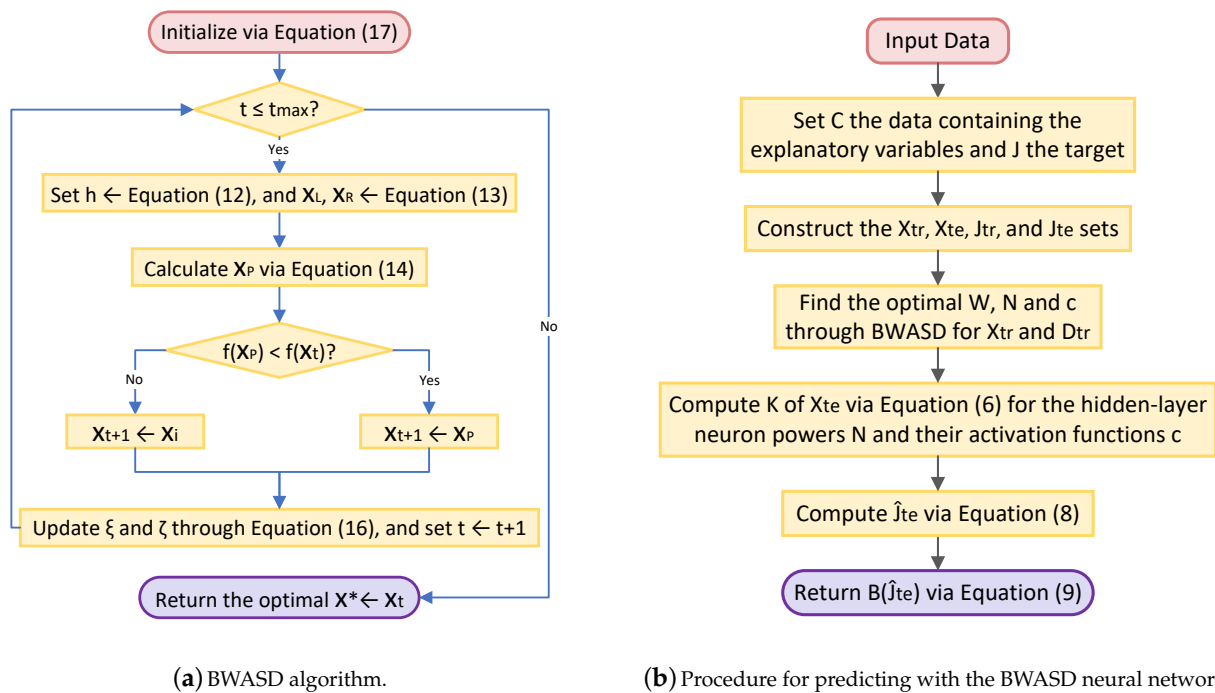 Initialize via Equation (17)
t ≤ tmax?
Yes
Set h ← Equation (12), and XL, XR ← Equation (13)
Calculate XP via Equation (14)
No
f(XP) < f(Xt)?
No
Yes
Xt+1 ← Xi
Xt+1 ← XP
Update ξ and ζ through Equation (16), and set t ← t+1
Return the optimal X* ← Xt
(a) BWASD algorithm.
Input Data
Set C the data containing the
explanatory variables and J the target
Construct the Xtr, Xte, Jtr, and Jte sets
Find the optimal W, N and c
through BWASD for Xtr and Dtr
Compute K of Xte via Equation (6) for the hidden-layer
neuron powers N and their activation functions c
Compute Ĵte via Equation (8)
Return B(Ĵte) via Equation (9)
(b) Procedure for predicting with the BWASD neural networ